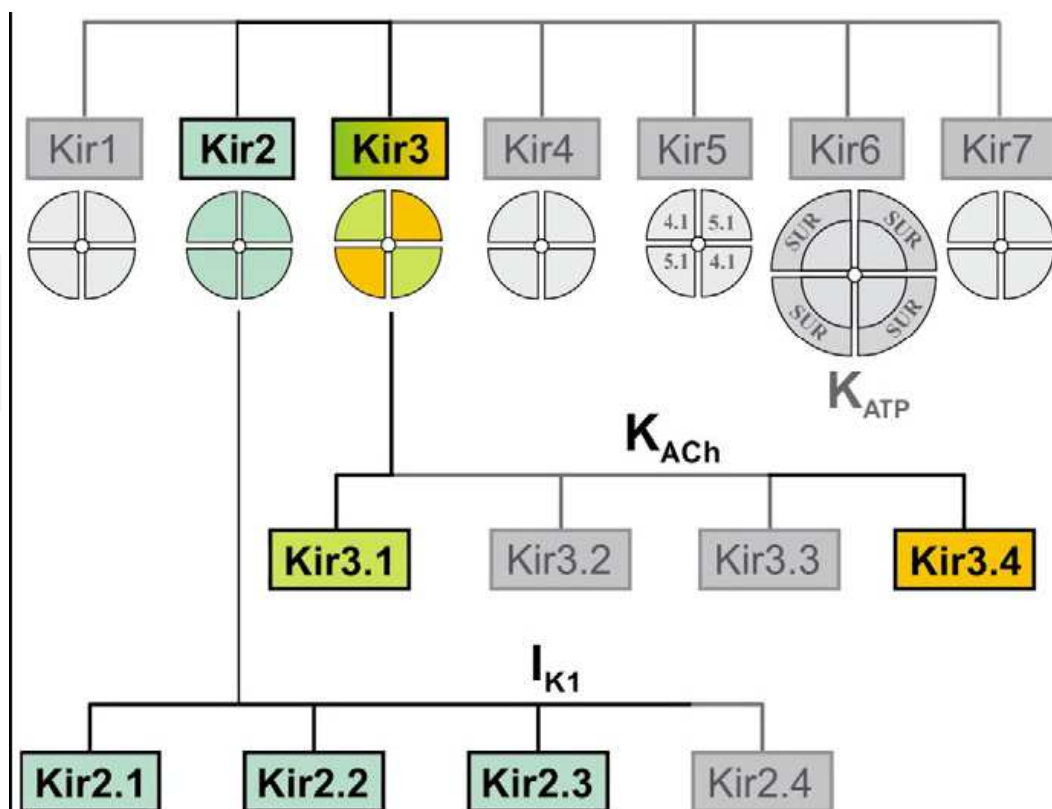 Kir1 Kir2 Kir3 Kir4 Kir5 Kir6 Kir7
4.1 5.1
5.1 4.1
SUR SUR
SUR SUR
KATP
KACh
Kir3.1 Kir3.2 Kir3.3 Kir3.4
IK1
Kir2.1 Kir2.2 Kir2.3 Kir2.4